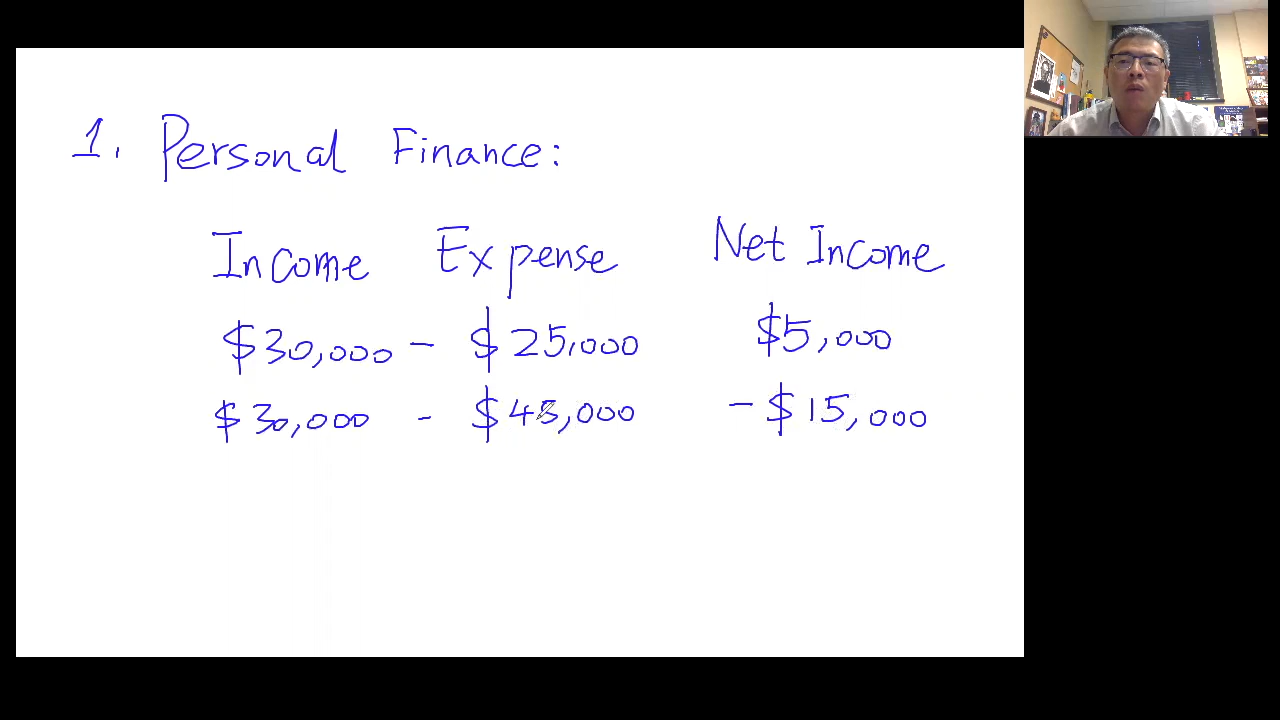 1. Personal Finance:
Income Expense Net Income
$30,000 - $25,000 $5,000
$30,000 - $45,000 -$15,000